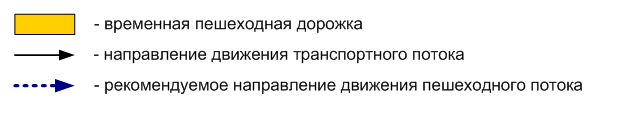 - временная пешеходная дорожка
- направление движения транспортного потока
- рекомендуемое направление движения пешеходного потока